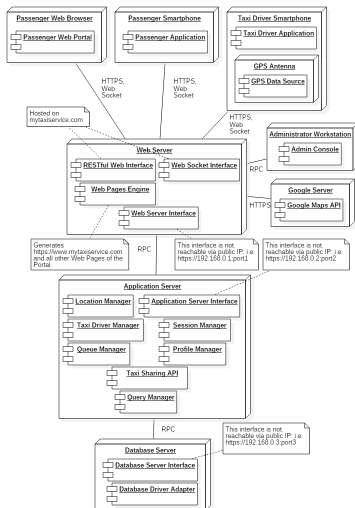 Passenger Web Browser
Passenger Web Portal
Passenger Smartphone
Passenger Application
Taxi Driver Smartphone
Taxi Driver Application
GPS Antenna
GPS Data Source
HTTPS,
Web
Socket
HTTPS,
Web
Socket
HTTPS,
Web
Socket
Hosted on
mytaxiservice.com
Administrator Workstation
Admin Console
Web Server
RESTful Web Interface
Web Socket Interface
Web Pages Engine
Web Server Interface
RPC
HTTPS
Google Server
Google Maps API
Generates
https://www.mytaxiservice.com
and all other Web Pages of the
Portal
RPC
This interface is not
reachable via public IP: i.e.
https://192.168.0.1:port1
This interface is not
reachable via public IP: i.e.
https://192.168.0.2:port2
Application Server
Location Manager
Application Server Interface
Taxi Driver Manager
Session Manager
Queue Manager
Profile Manager
Taxi Sharing API
Query Manager
RPC
This interface is not
reachable via public IP: i.e.
https://192.168.0.3:port3
Database Server
Database Server Interface
Database Driver Adapter